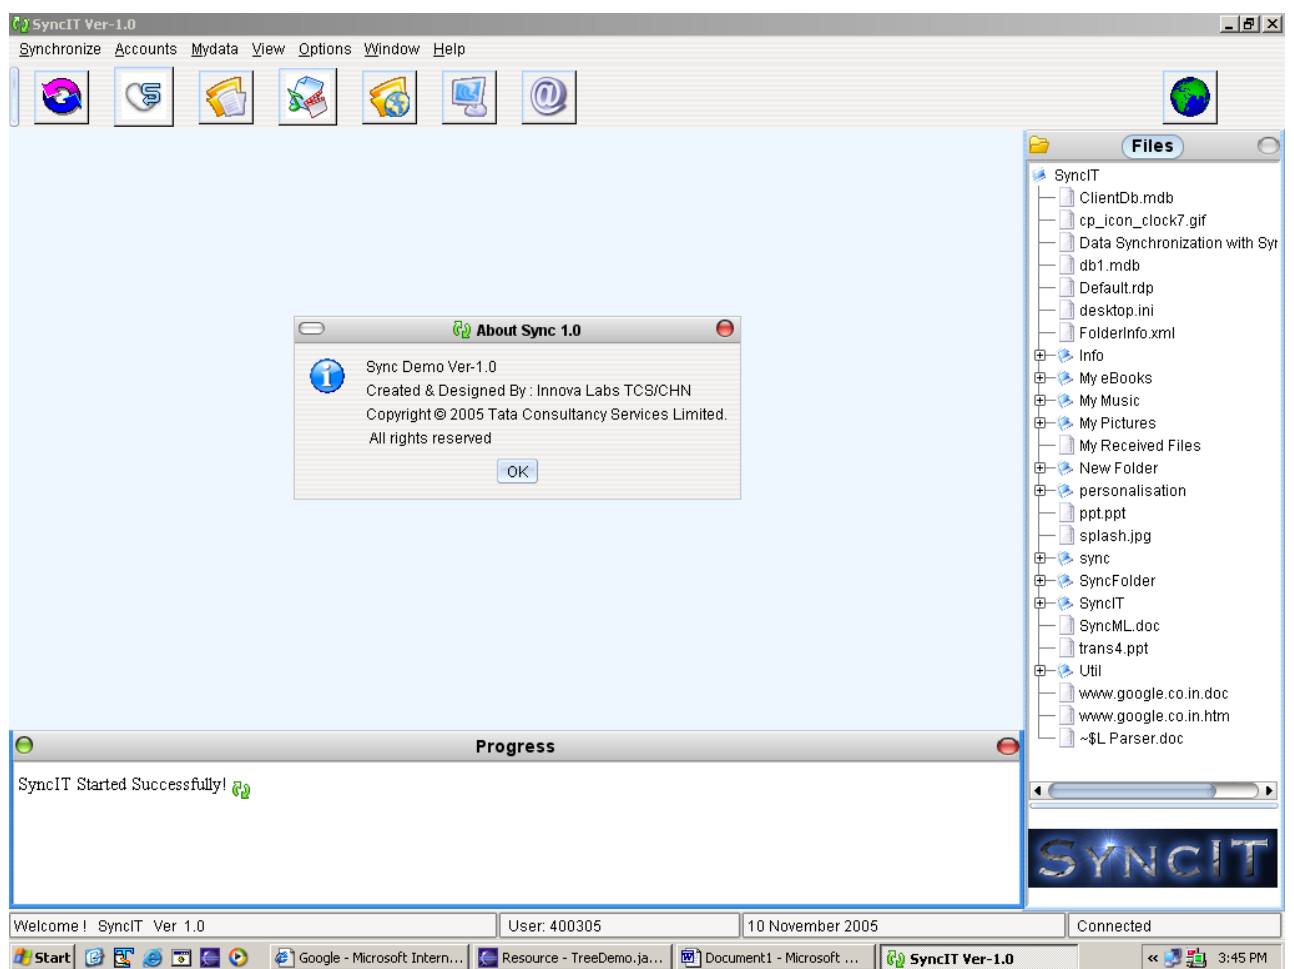 SyncIT Ver-1.0
Synchronize Accounts Mydata View Options Window Help
Files
SyncIT
ClientDb.mdb
cp_icon_clock7.gif
Data Synchronization with Syn
db1.mdb
Default.rdp
desktop.ini
FolderInfo.xml
Info
My eBooks
My Music
My Pictures
My Received Files
New Folder
personalisation
ppt.ppt
splash.jpg
sync
SyncFolder
SyncIT
SyncML.doc
trans4.ppt
Util
www.google.co.in.doc
www.google.co.in.htm
~$L Parser.doc
About Sync 1.0
Sync Demo Ver-1.0
Created & Designed By : Innova Labs TCS/CHN
Copyright © 2005 Tata Consultancy Services Limited.
All rights reserved
OK
Progress
SyncIT Started Successfully!
SYNCIT
Welcome ! SyncIT Ver 1.0 User: 400305 10 November 2005 Connected
Start Google - Microsoft Intern... Resource - TreeDemo.ja... Document1 - Microsoft ... SyncIT Ver-1.0 « 3:45 PM